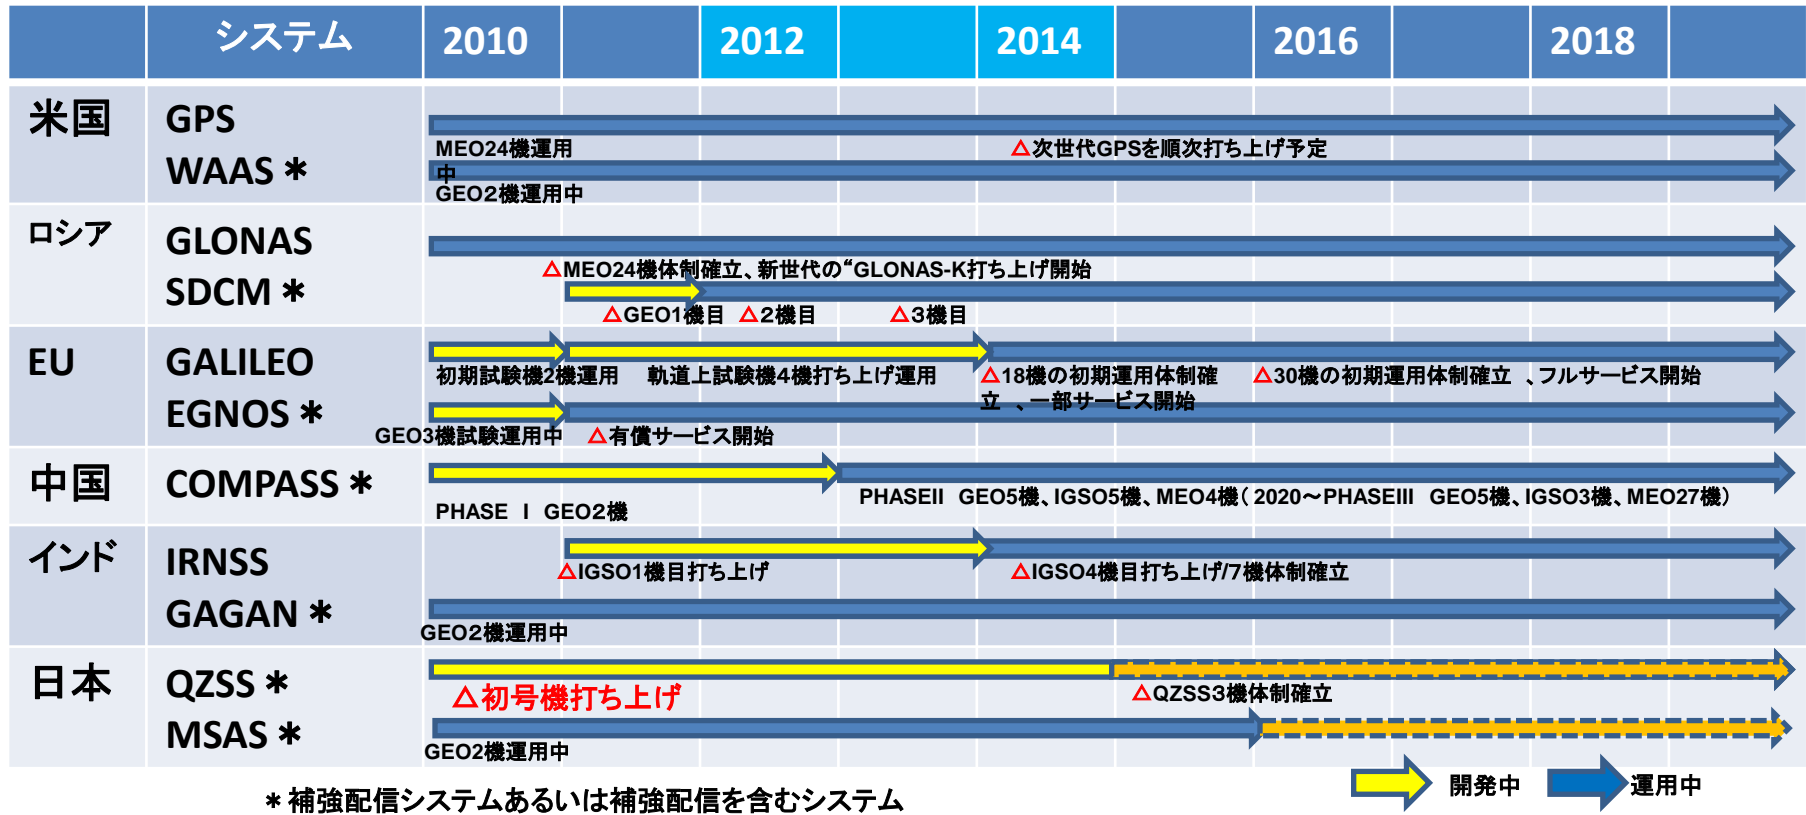 システム 2010 2012 2014 2016 2018
米国 GPS
MEO24機運用中
△次世代GPSを順次打ち上げ予定
WAAS＊
GEO２機運用中
ロシア GLONAS
△MEO24機体制確立、新世代の“GLONAS-K打ち上げ開始
SDCM＊
△GEO1機目 △２機目 △３機目
EU GALILEO
初期試験機2機運用 軌道上試験機４機打ち上げ運用 △18機の初期運用体制確
立 、一部サービス開始
△30機の初期運用体制確立 、フルサービス開始
EGNOS＊
GEO3機試験運用中 △有償サービス開始
中国 COMPASS＊
PHASE Ⅰ GEO２機
PHASEII GEO5機、IGSO5機、MEO4機（2020～PHASEIII GEO5機、IGSO3機、MEO27機）
インド IRNSS
△IGSO1機目打ち上げ △IGSO4機目打ち上げ/7機体制確立
GAGAN＊
GEO２機運用中
日本 QZSS＊
△初号機打ち上げ △QZSS３機体制確立
MSAS＊
GEO2機運用中
開発中 運用中
＊補強配信システムあるいは補強配信を含むシステム